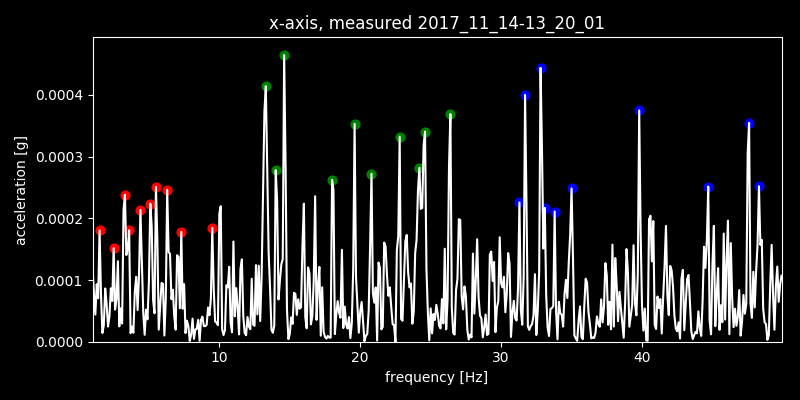 x-axis, measured 2017_11_14-13_20_01
acceleration [g]
0.0004
0.0003
0.0002
0.0001
0.0000
10 20 30 40
frequency [Hz]